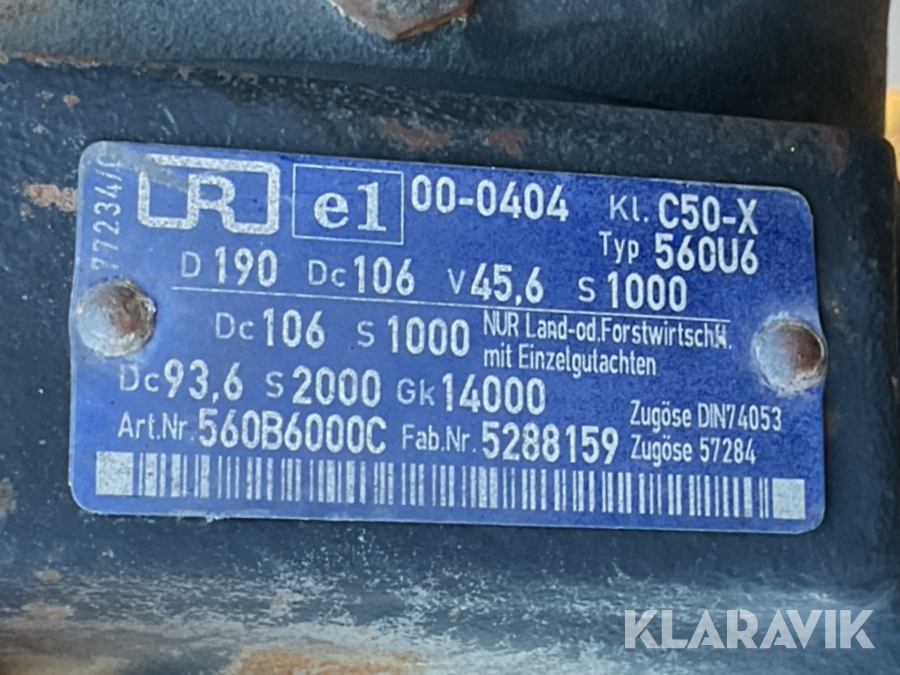 77234/0
R e1 00-0404 Kl. C50-X
Typ 560U6
D 190 Dc 106 V 45,6 S 1000
Dc 106 S 1000 NUR Land-od.Forstwirtsch.
mit Einzelgutachten
Dc 93,6 S 2000 Gk 14000
Zugöse DIN74053
Art.Nr. 560B6000C Fab.Nr. 5288159 Zugöse 57284
KLARAVIK